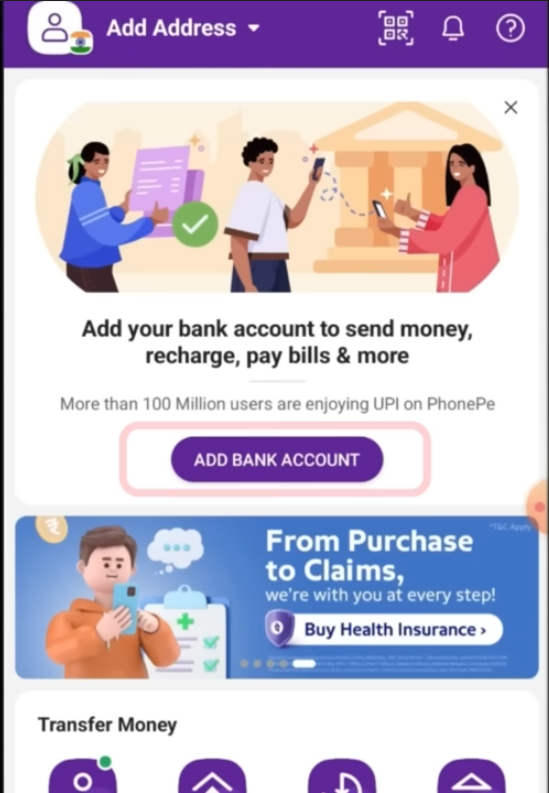 Add Address
Add your bank account to send money,
recharge, pay bills & more
More than 100 Million users are enjoying UPI on PhonePe
ADD BANK ACCOUNT
*T&C Apply
From Purchase
to Claims,
we're with you at every step!
Buy Health Insurance ›
Transfer Money